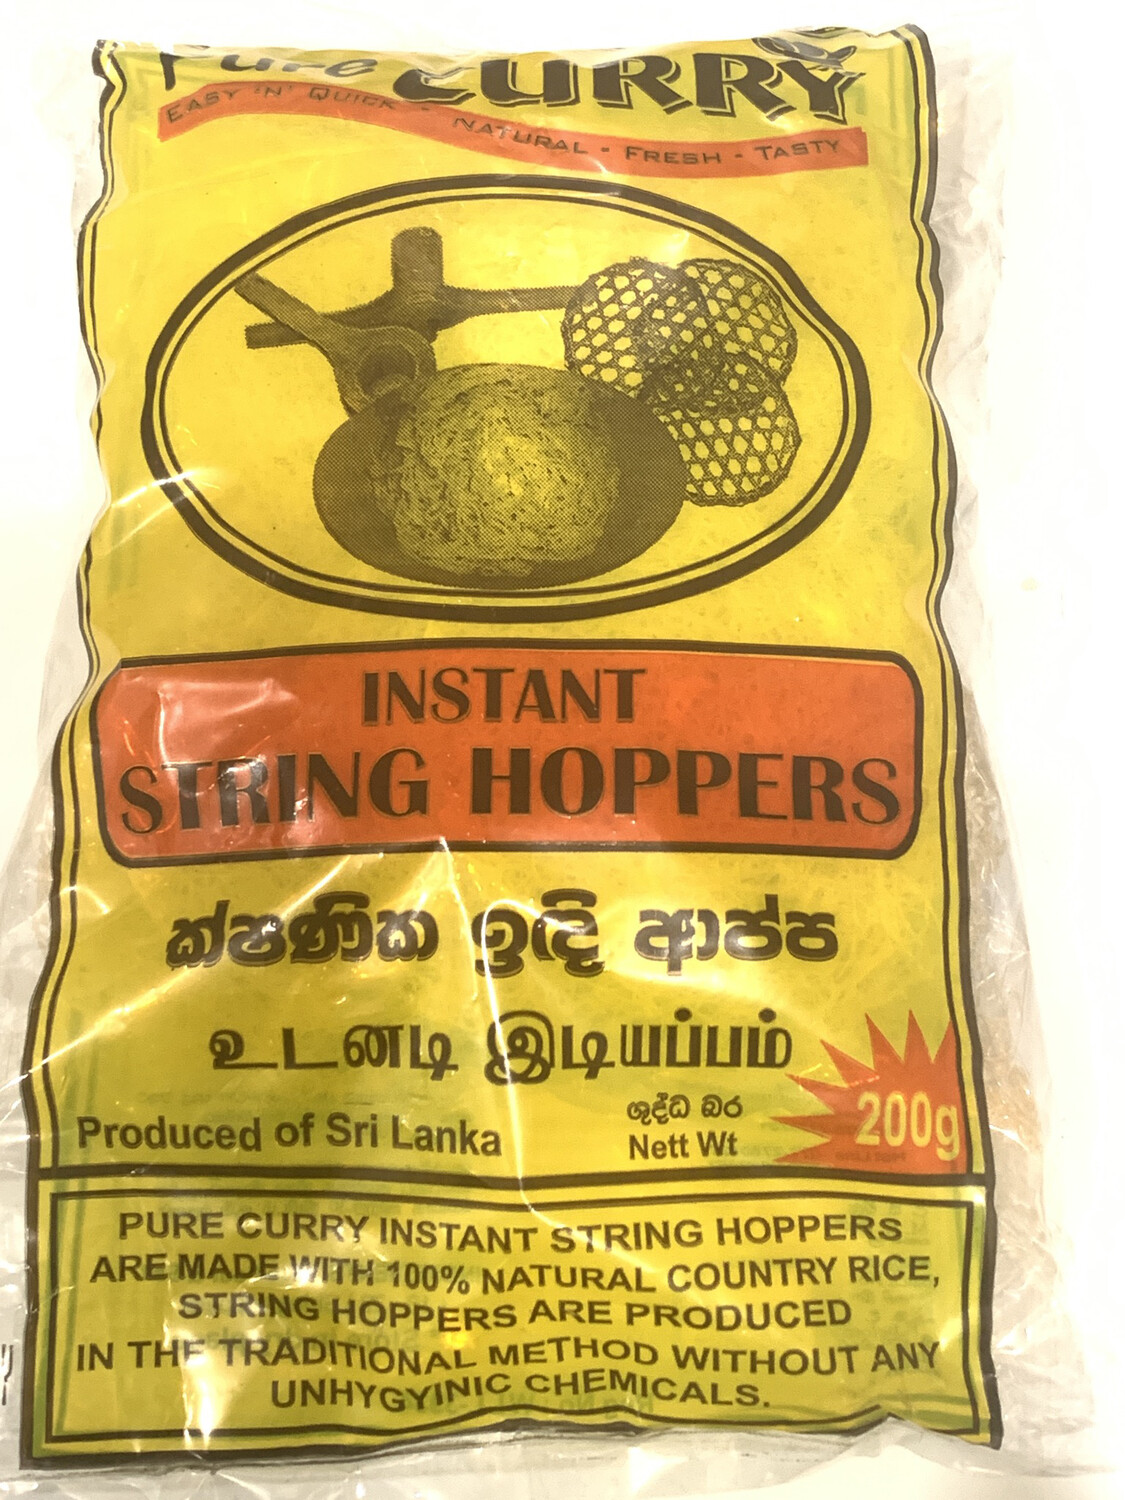 Pure CURRY
EASY 'N' QUICK - NATURAL - FRESH - TASTY
INSTANT
STRING HOPPERS
ක්ෂණික ඉඳි ආප්ප
உடனடி இடியப்பம்
Produced of Sri Lanka
ශුද්ධ බර
Nett Wt
200g
PURE CURRY INSTANT STRING HOPPERS
ARE MADE WITH 100% NATURAL COUNTRY RICE,
STRING HOPPERS ARE PRODUCED
IN THE TRADITIONAL METHOD WITHOUT ANY
UNHYGYINIC CHEMICALS.